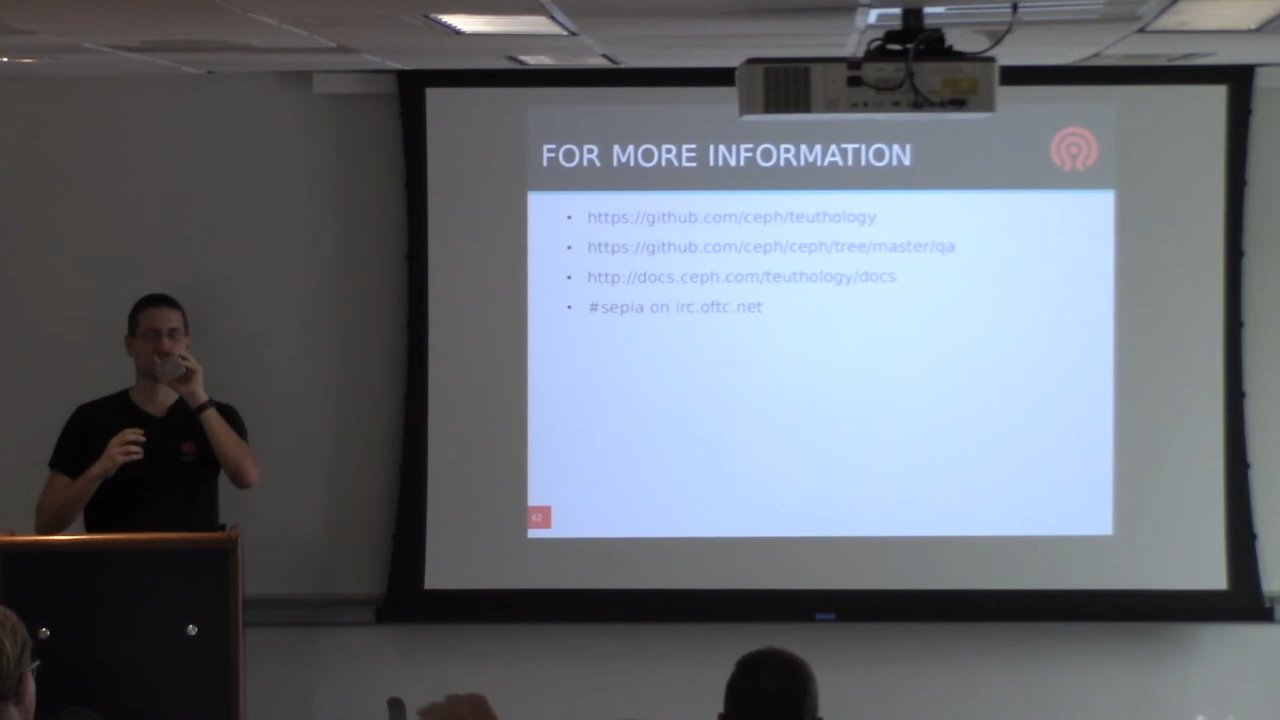 FOR MORE INFORMATION
• https://github.com/ceph/teuthology
• https://github.com/ceph/ceph/tree/master/qa
• http://docs.ceph.com/teuthology/docs
• #sepia on irc.oftc.net
62